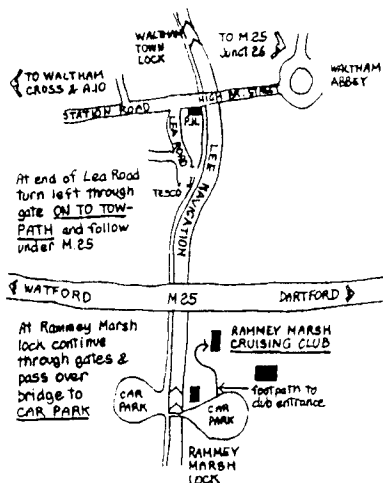 WALTHAM
TOWN
LOCK
TO M.25
Junct 26
WALTHAM
ABBEY
TO WALTHAM
CROSS & A.10
STATION ROAD
HIGH BRIDGE
P.H.
LEA ROAD
TESCO
LEE NAVIGATION
At end of Lea Road
turn left through
gate ON TO TOW-
PATH and follow
under M.25
WATFORD
M25
DARTFORD
At Rammey Marsh
lock continue
through gates &
pass over
bridge to
CAR PARK
RAMMEY MARSH
CRUISING CLUB
footpath to
club entrance
CAR
PARK
CAR
PARK
RAMMEY
MARSH
LOCK